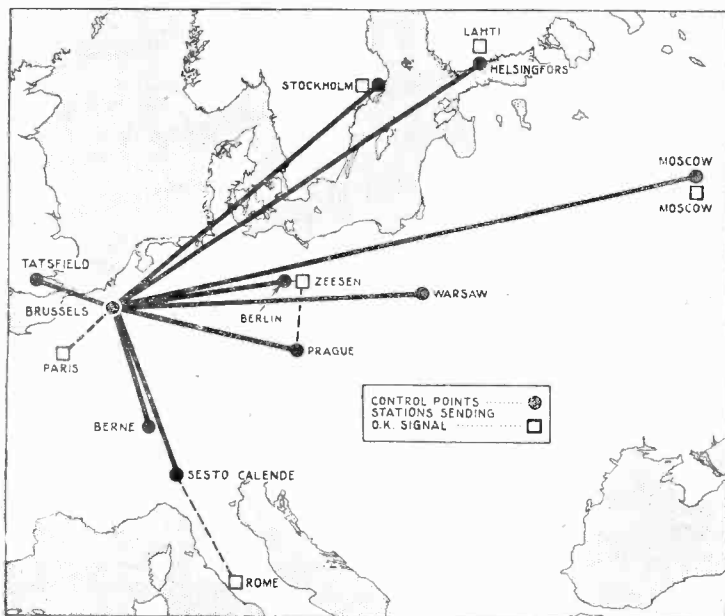 LAHTI
HELSINGFORS
STOCKHOLM
MOSCOW
MOSCOW
TATSFIELD
ZEESEN
WARSAW
BRUSSELS
BERLIN
PRAGUE
PARIS
CONTROL POINTS
STATIONS SENDING
O.K. SIGNAL
BERNE
SESTO CALENDE
ROME